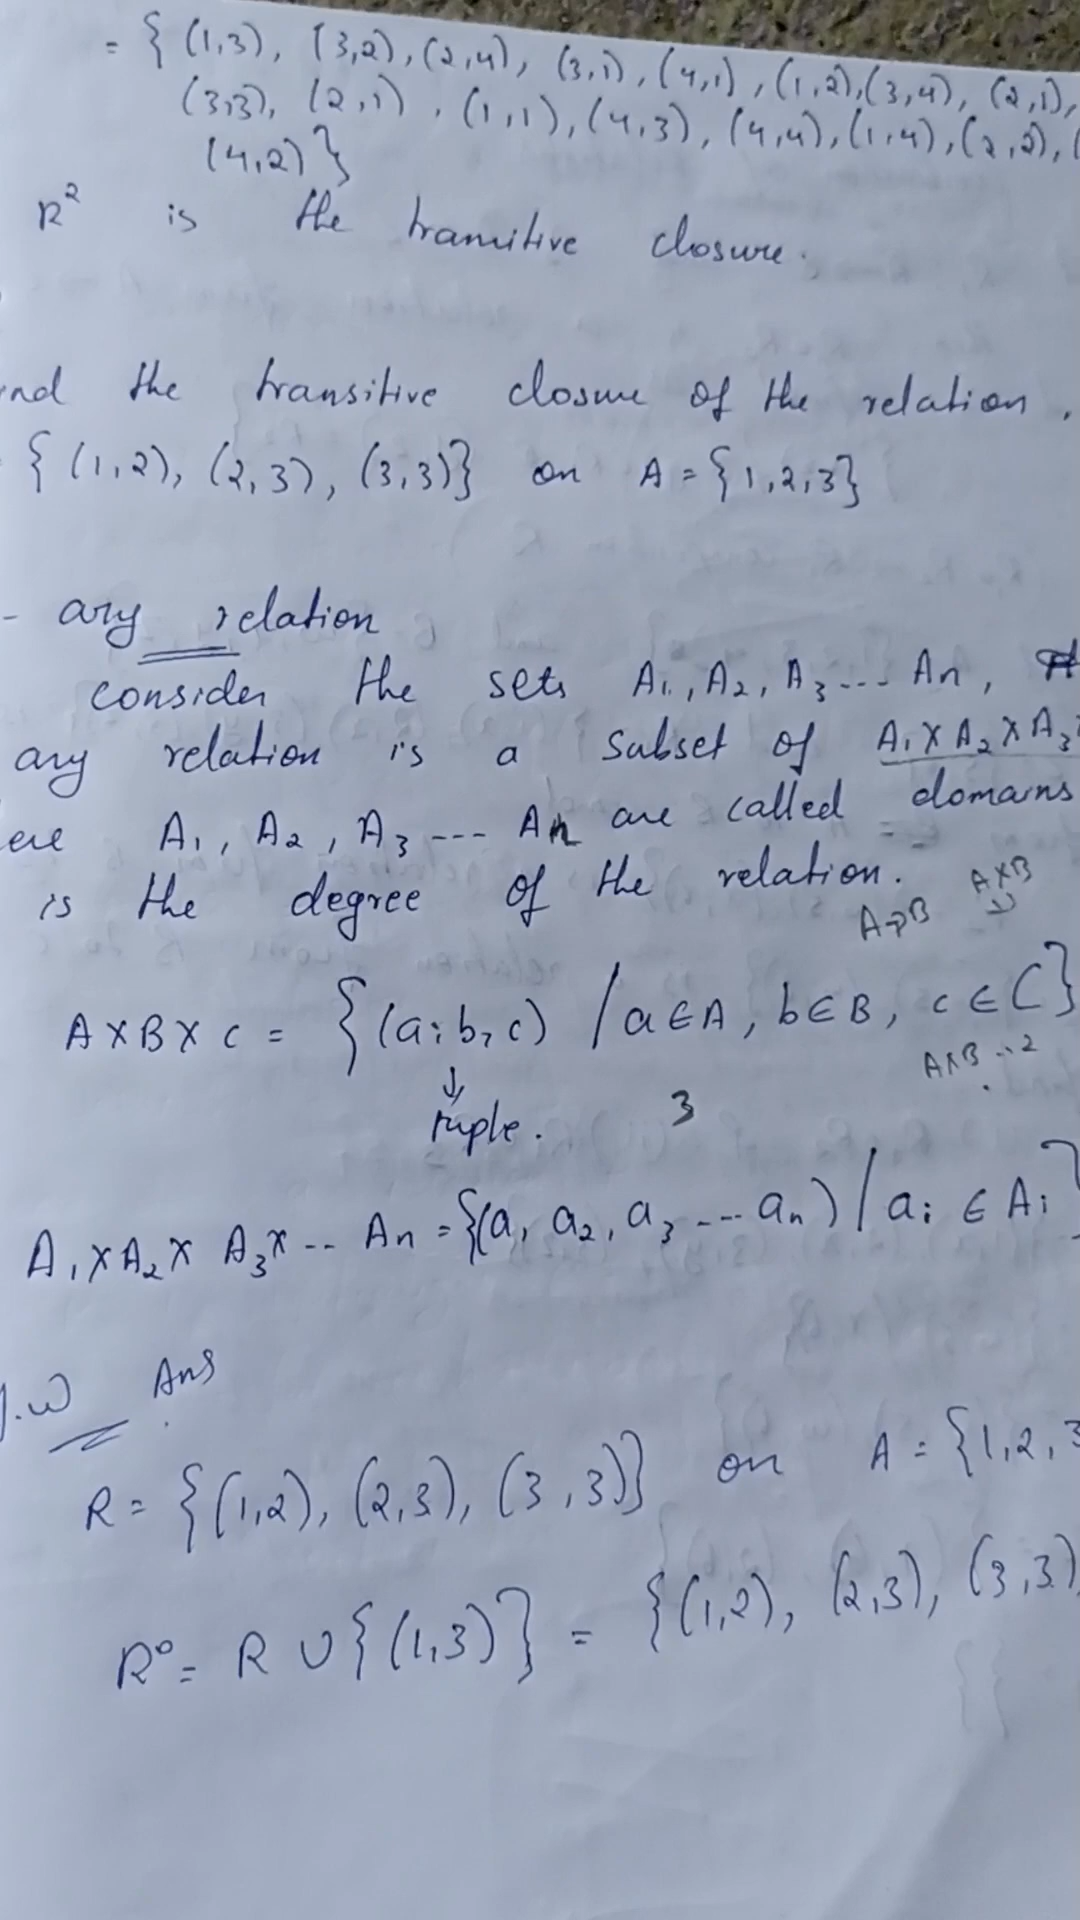 = { (1,3), (3,2), (2,4), (3,1), (4,1), (1,2), (3,4), (2,1),
(3,3), (2,1), (1,1), (4,3), (4,4), (1,4), (2,2), (
(4,2) }
R² is the transitive closure.
nd the transitive closure of the relation,
{ (1,2), (2,3), (3,3)} on A = {1,2,3}
- ary relation
consider the sets A₁, A₂, A₃ --- An,
ary relation is a subset of A₁ X A₂ X A₃
ere A₁, A₂, A₃ --- An are called domains
is the degree of the relation.
A→B A×B
A X B X C = { (a, b, c) / a ∈ A, b ∈ B, c ∈ C}
A×B → 2
tuple. 3
A₁ X A₂ X A₃ X -- An = {(a₁ a₂, a₃ --- an) / ai ∈ Ai }
.W Ans
R = { (1,2), (2,3), (3,3)} on A = {1,2,3
R° = R ∪ { (1,3) } = { (1,2), (2,3), (3,3)